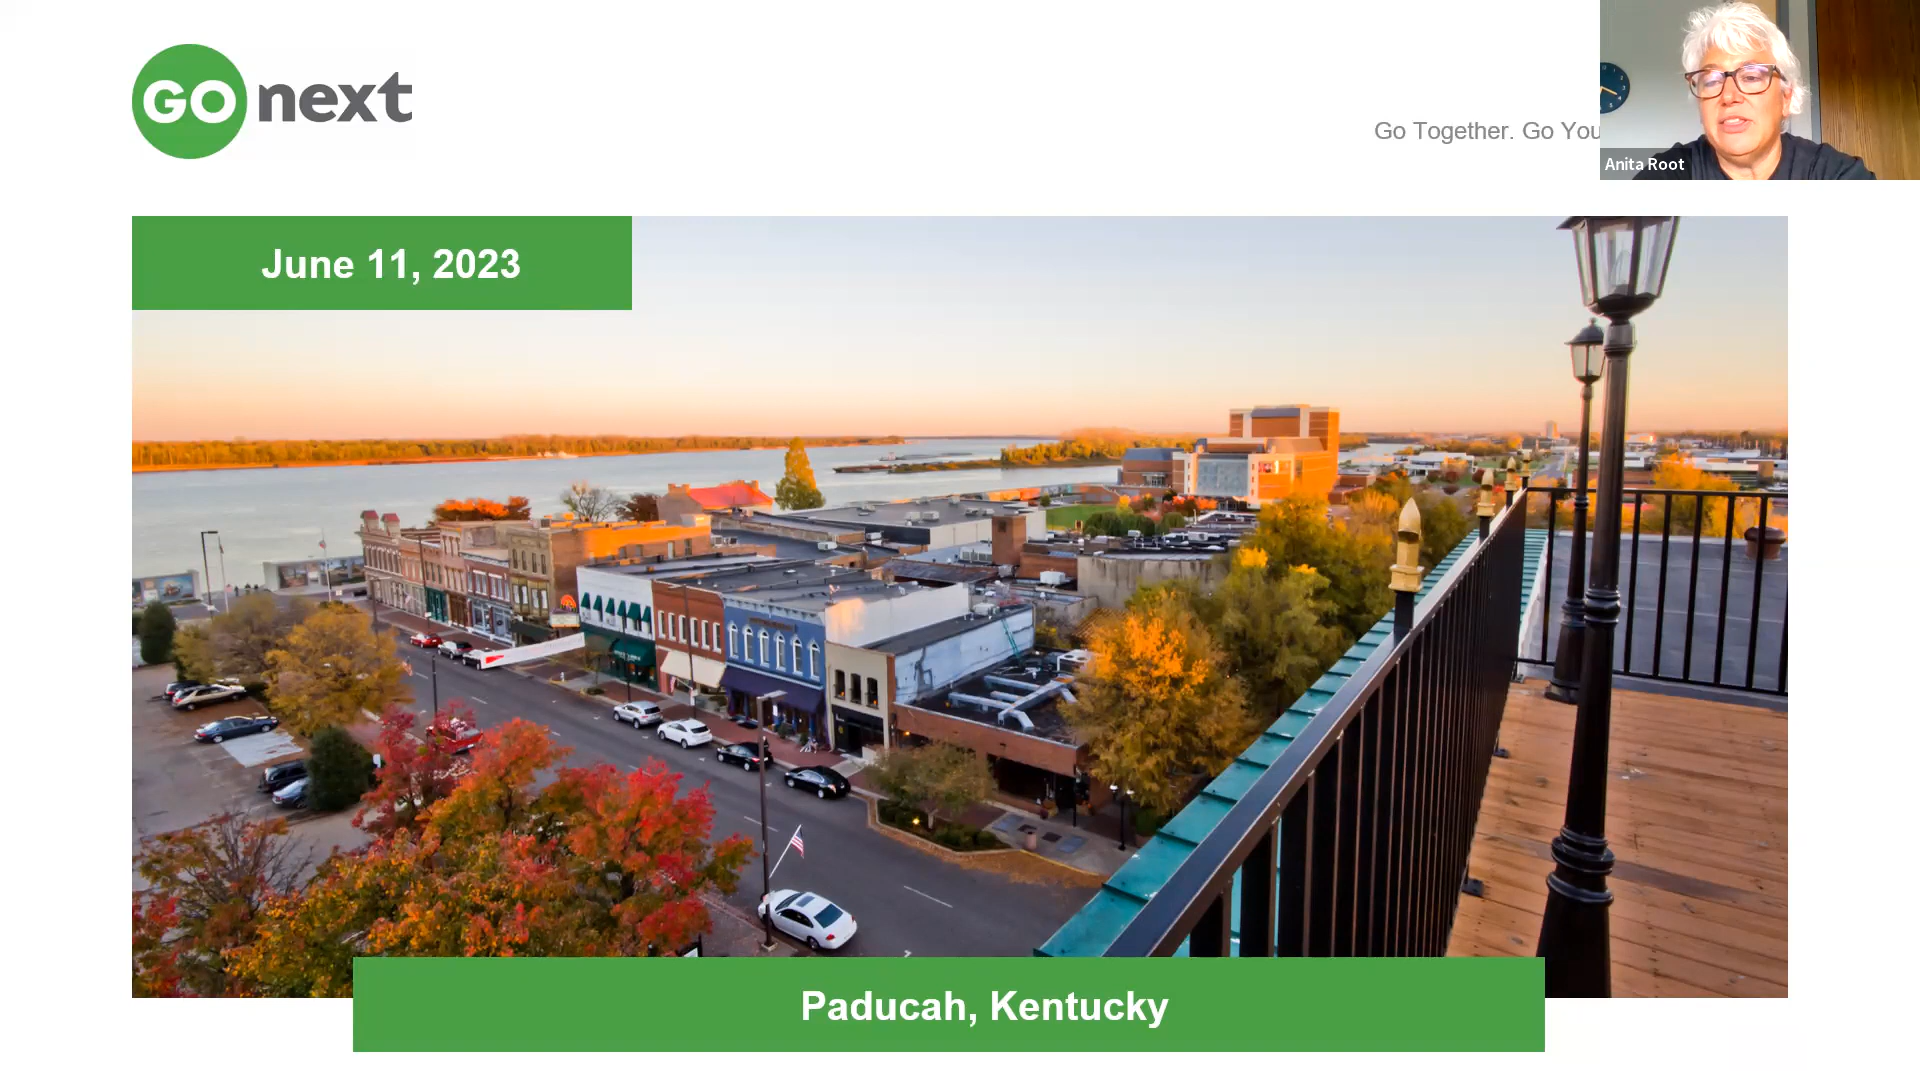 GO next
Go Together. Go You
Anita Root
June 11, 2023
Paducah, Kentucky